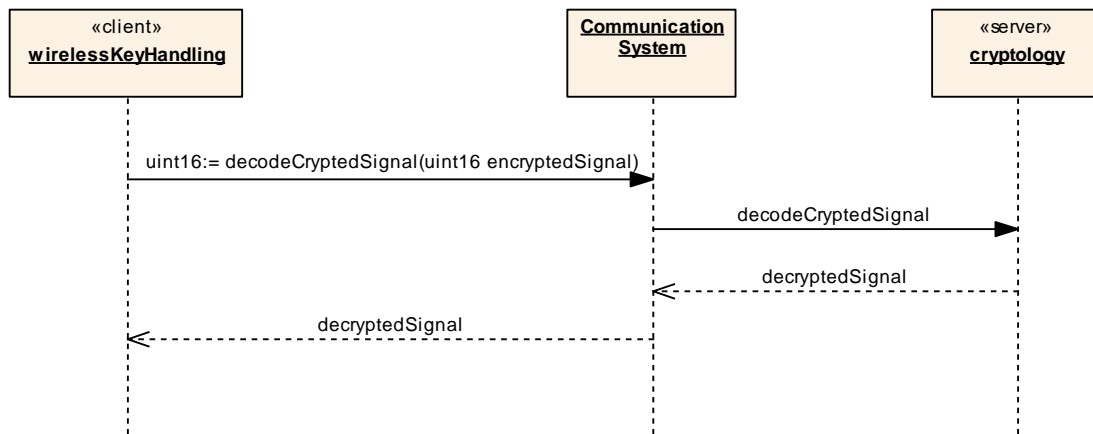 «client»
wirelessKeyHandling
Communication
System
«server»
cryptology
uint16:= decodeCryptedSignal(uint16 encryptedSignal)
decodeCryptedSignal
decryptedSignal
decryptedSignal